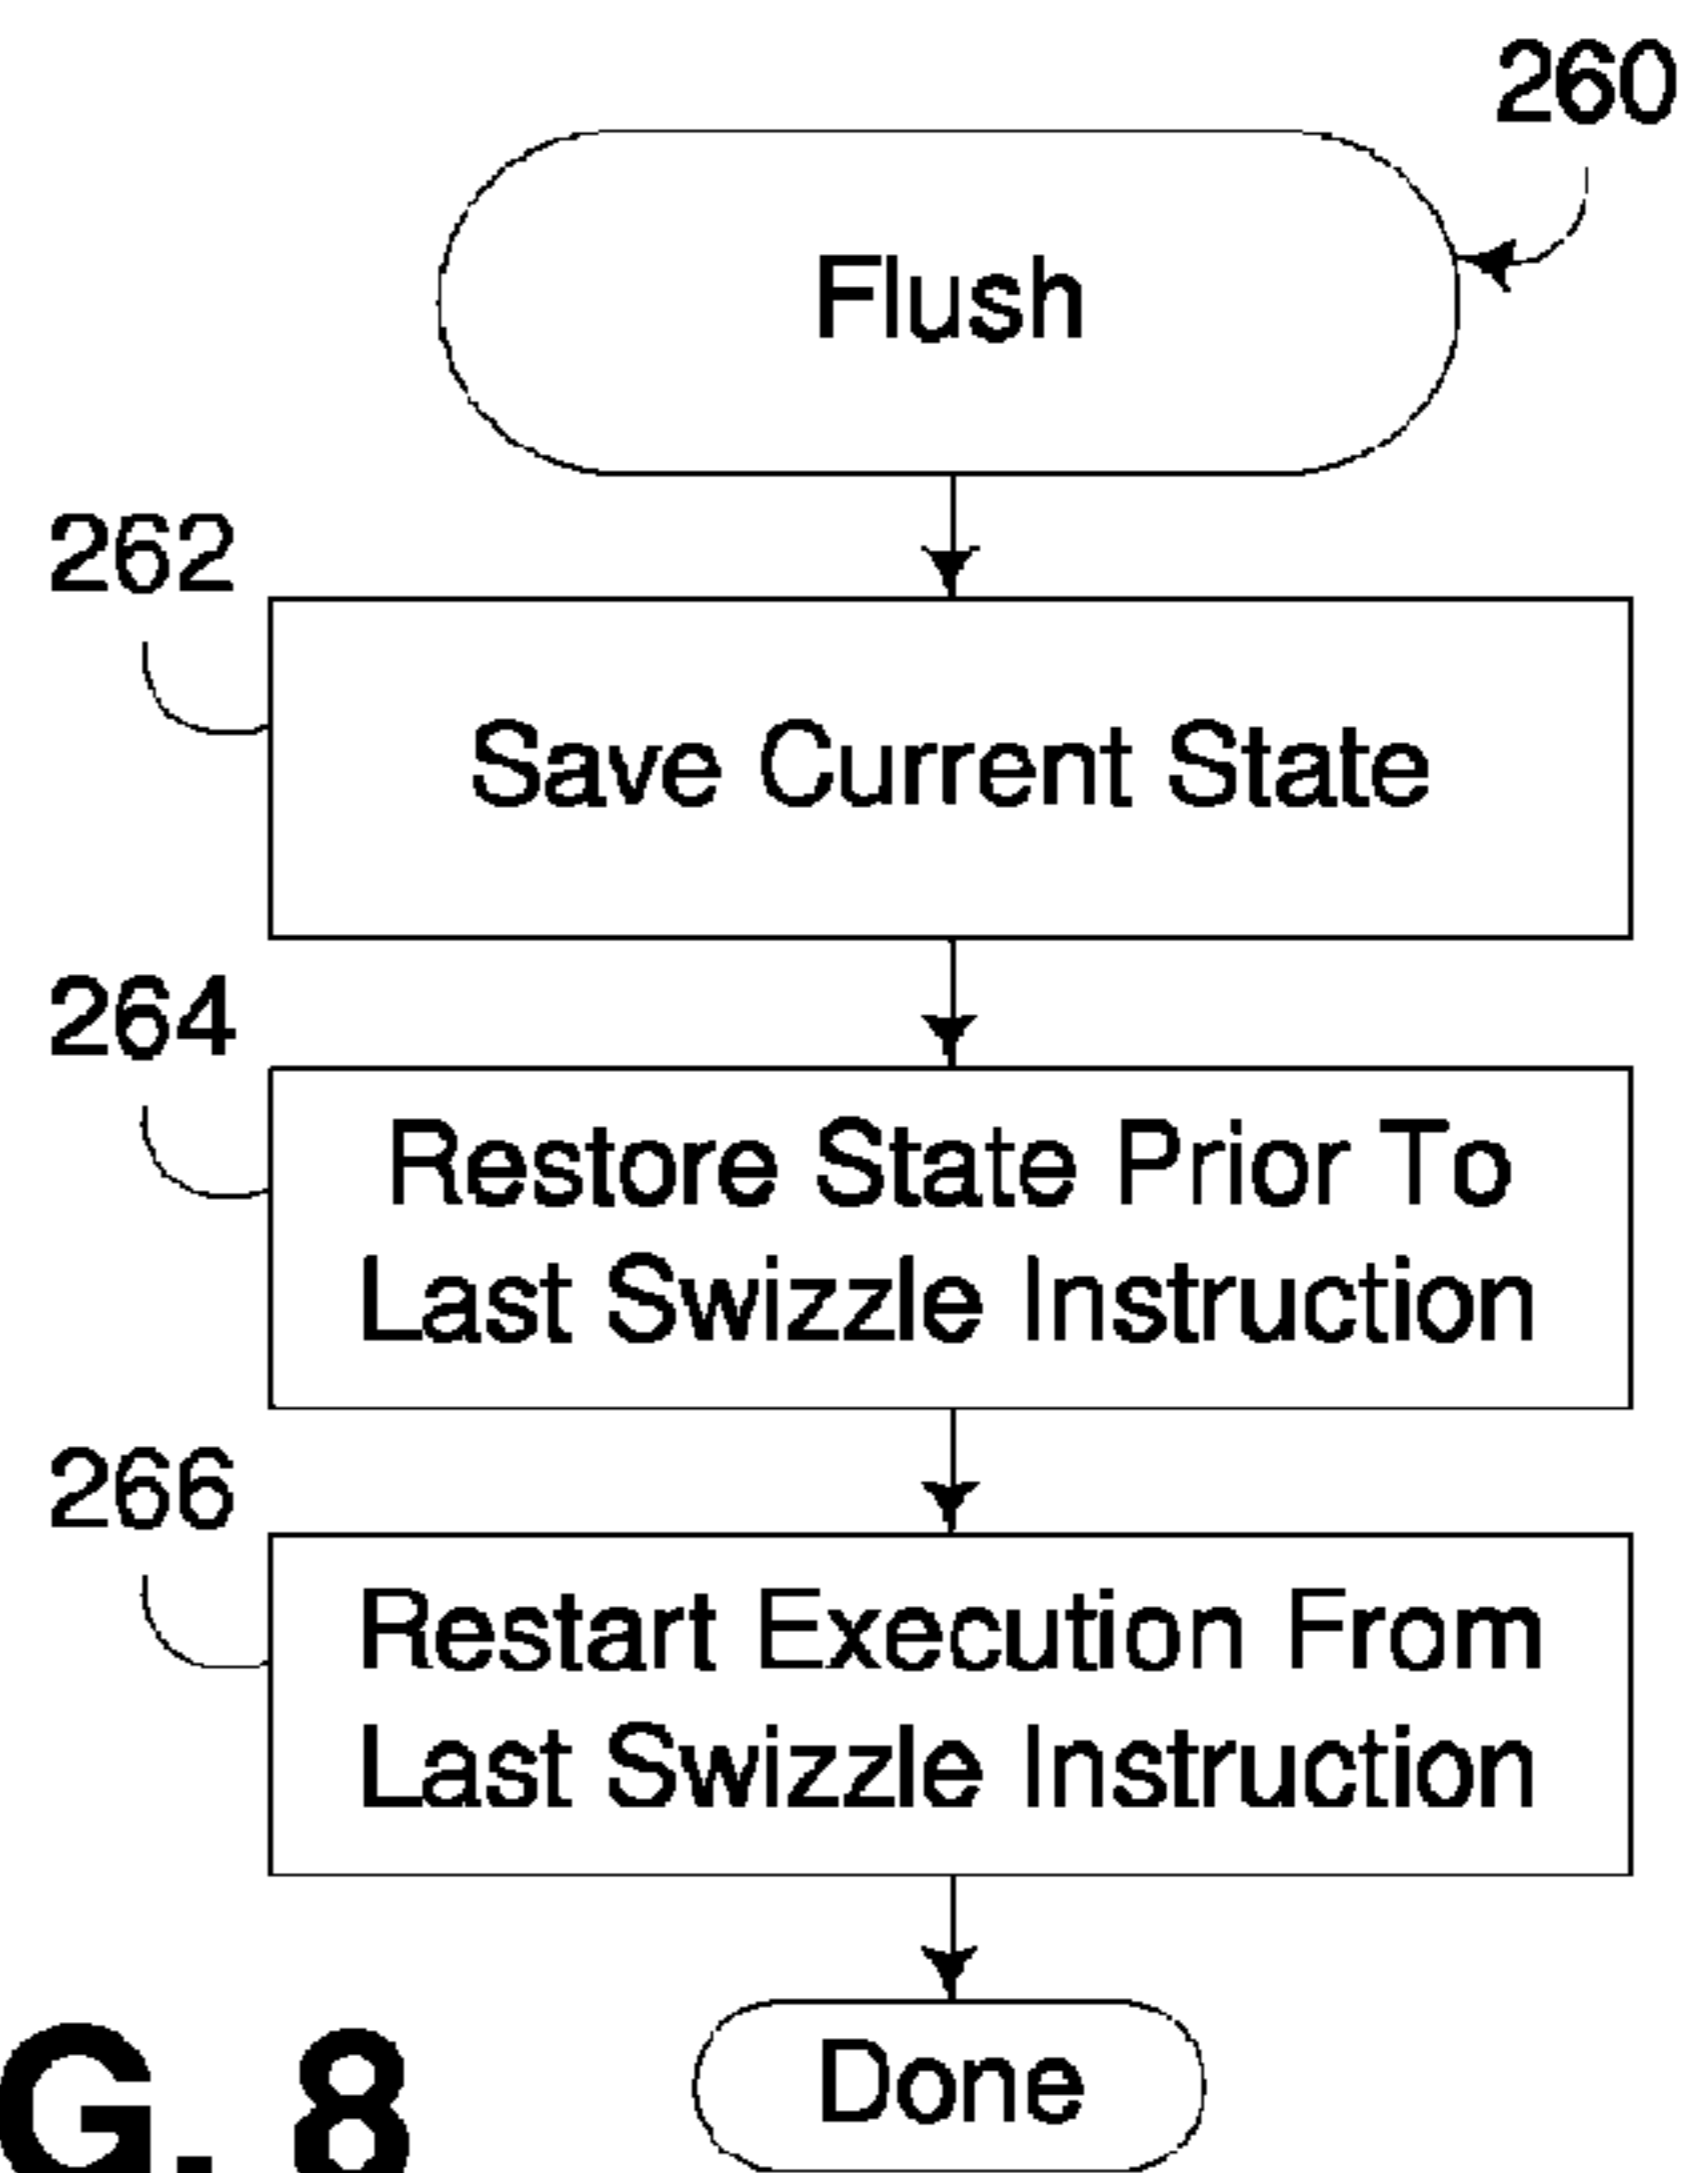 260
Flush
262
Save Current State
264
Restore State Prior To
Last Swizzle Instruction
266
Restart Execution From
Last Swizzle Instruction
Done
G. 8